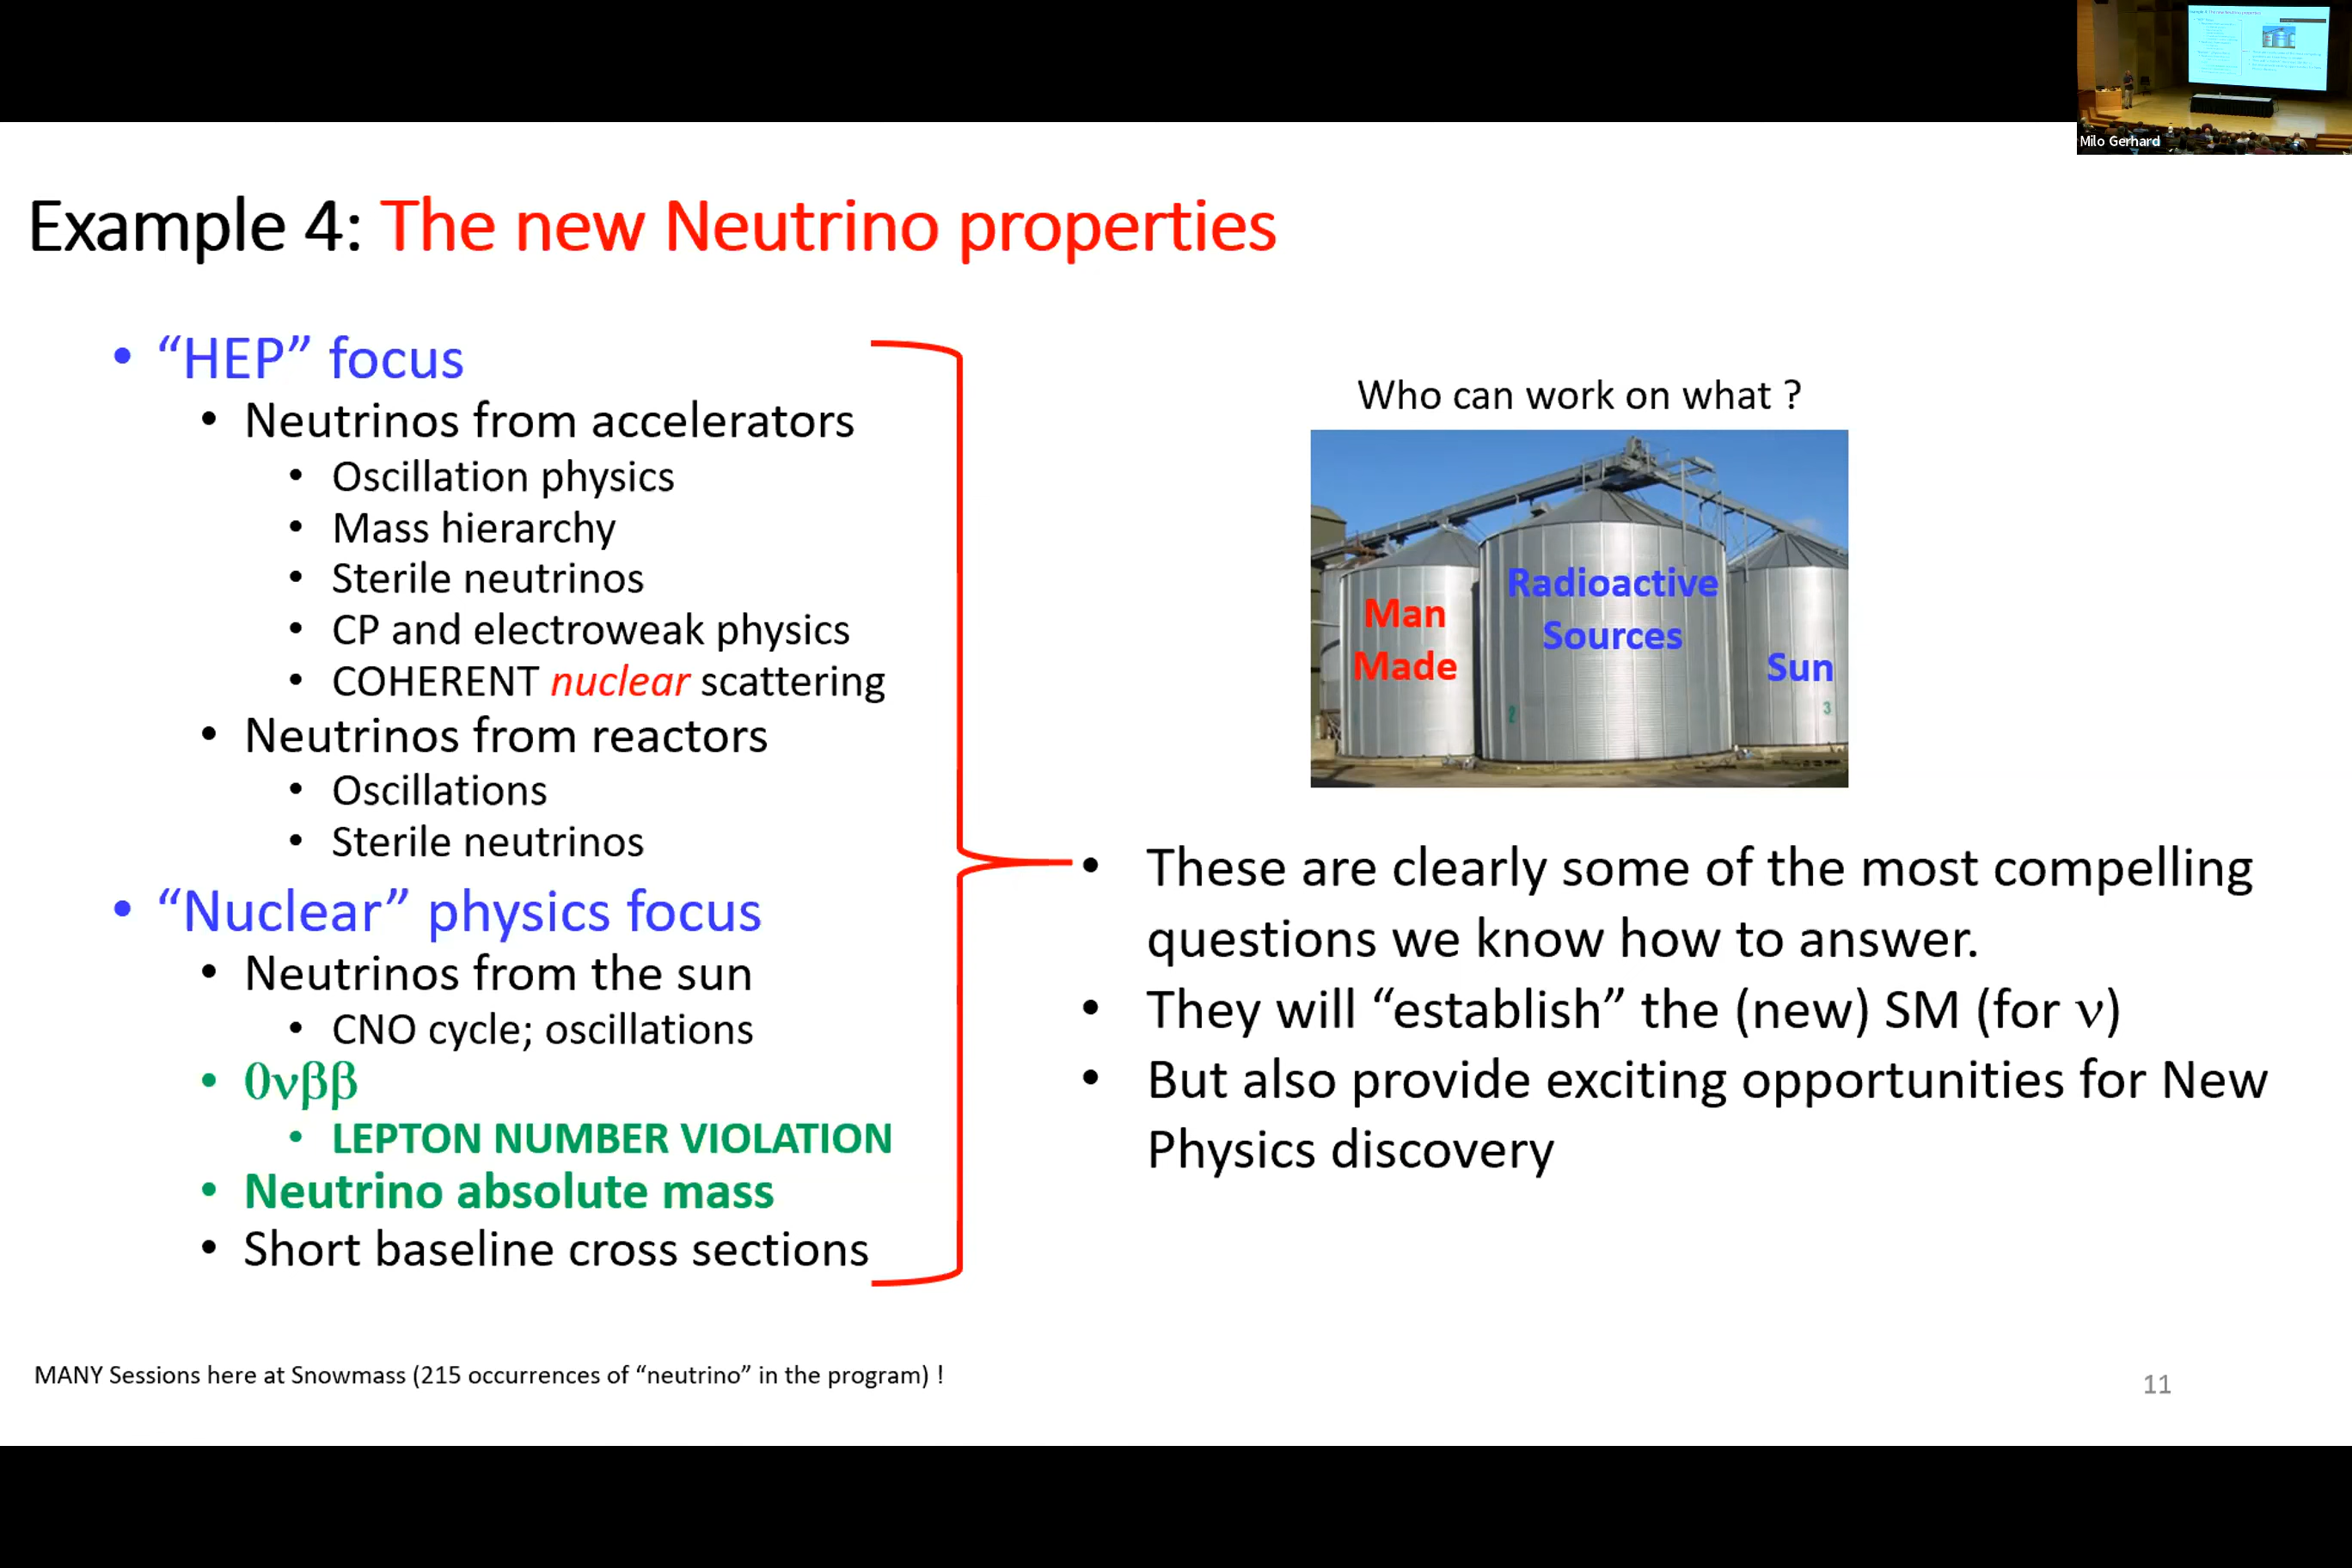 Milo Gerhard
Example 4: The new Neutrino properties
• “HEP” focus
• Neutrinos from accelerators
• Oscillation physics
• Mass hierarchy
• Sterile neutrinos
• CP and electroweak physics
• COHERENT nuclear scattering
• Neutrinos from reactors
• Oscillations
• Sterile neutrinos
• “Nuclear” physics focus
• Neutrinos from the sun
• CNO cycle; oscillations
• 0νββ
• LEPTON NUMBER VIOLATION
• Neutrino absolute mass
• Short baseline cross sections
Who can work on what ?
Man
Made
Radioactive
Sources
Sun
2
3
• These are clearly some of the most compelling
questions we know how to answer.
• They will “establish” the (new) SM (for ν)
• But also provide exciting opportunities for New
Physics discovery
MANY Sessions here at Snowmass (215 occurrences of “neutrino” in the program) !
11